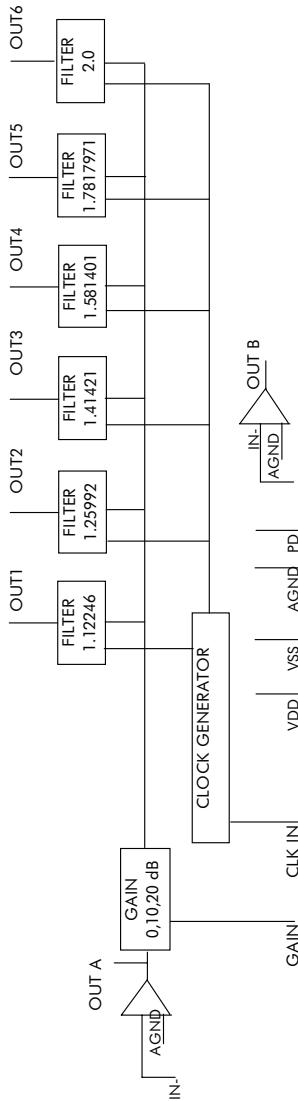 OUT1
OUT2
OUT3
OUT4
OUT5
OUT6
FILTER
1.12246
FILTER
1.25992
FILTER
1.41421
FILTER
1.581401
FILTER
1.7817971
FILTER
2.0
OUT A
GAIN
0,10,20 dB
AGND
IN-
CLOCK GENERATOR
IN-
AGND
OUT B
GAIN
CLK IN
VDD
VSS
AGND
PD